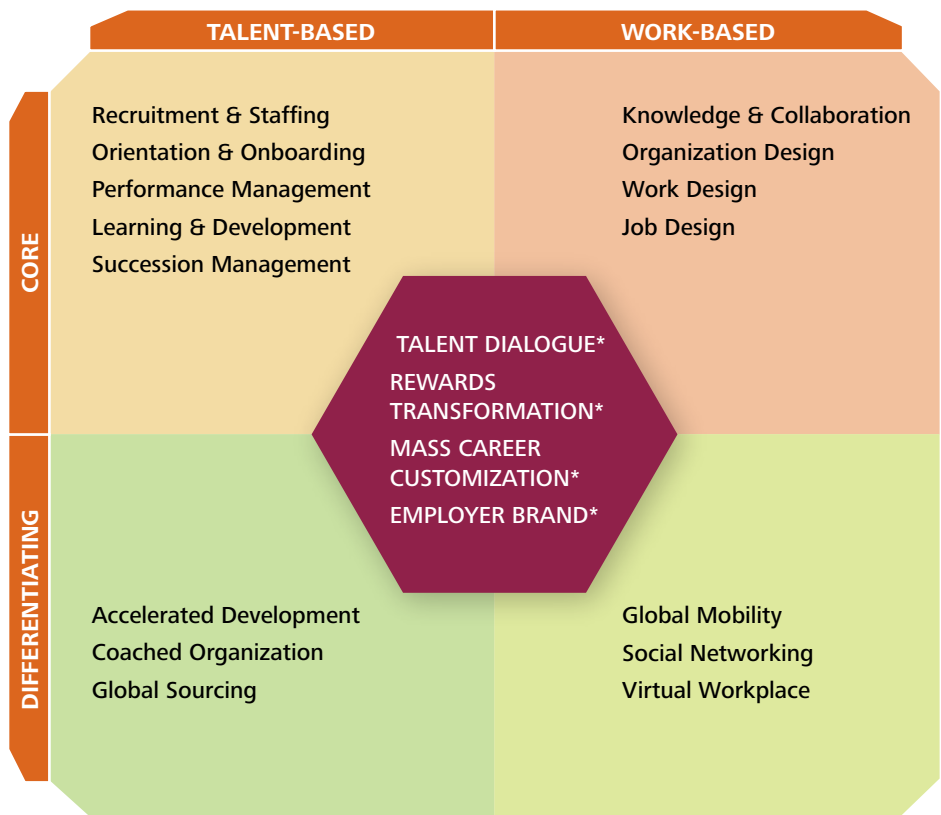 TALENT-BASED
WORK-BASED
CORE
Recruitment & Staffing
Orientation & Onboarding
Performance Management
Learning & Development
Succession Management
Knowledge & Collaboration
Organization Design
Work Design
Job Design
TALENT DIALOGUE*
REWARDS
TRANSFORMATION*
MASS CAREER
CUSTOMIZATION*
EMPLOYER BRAND*
DIFFERENTIATING
Accelerated Development
Coached Organization
Global Sourcing
Global Mobility
Social Networking
Virtual Workplace